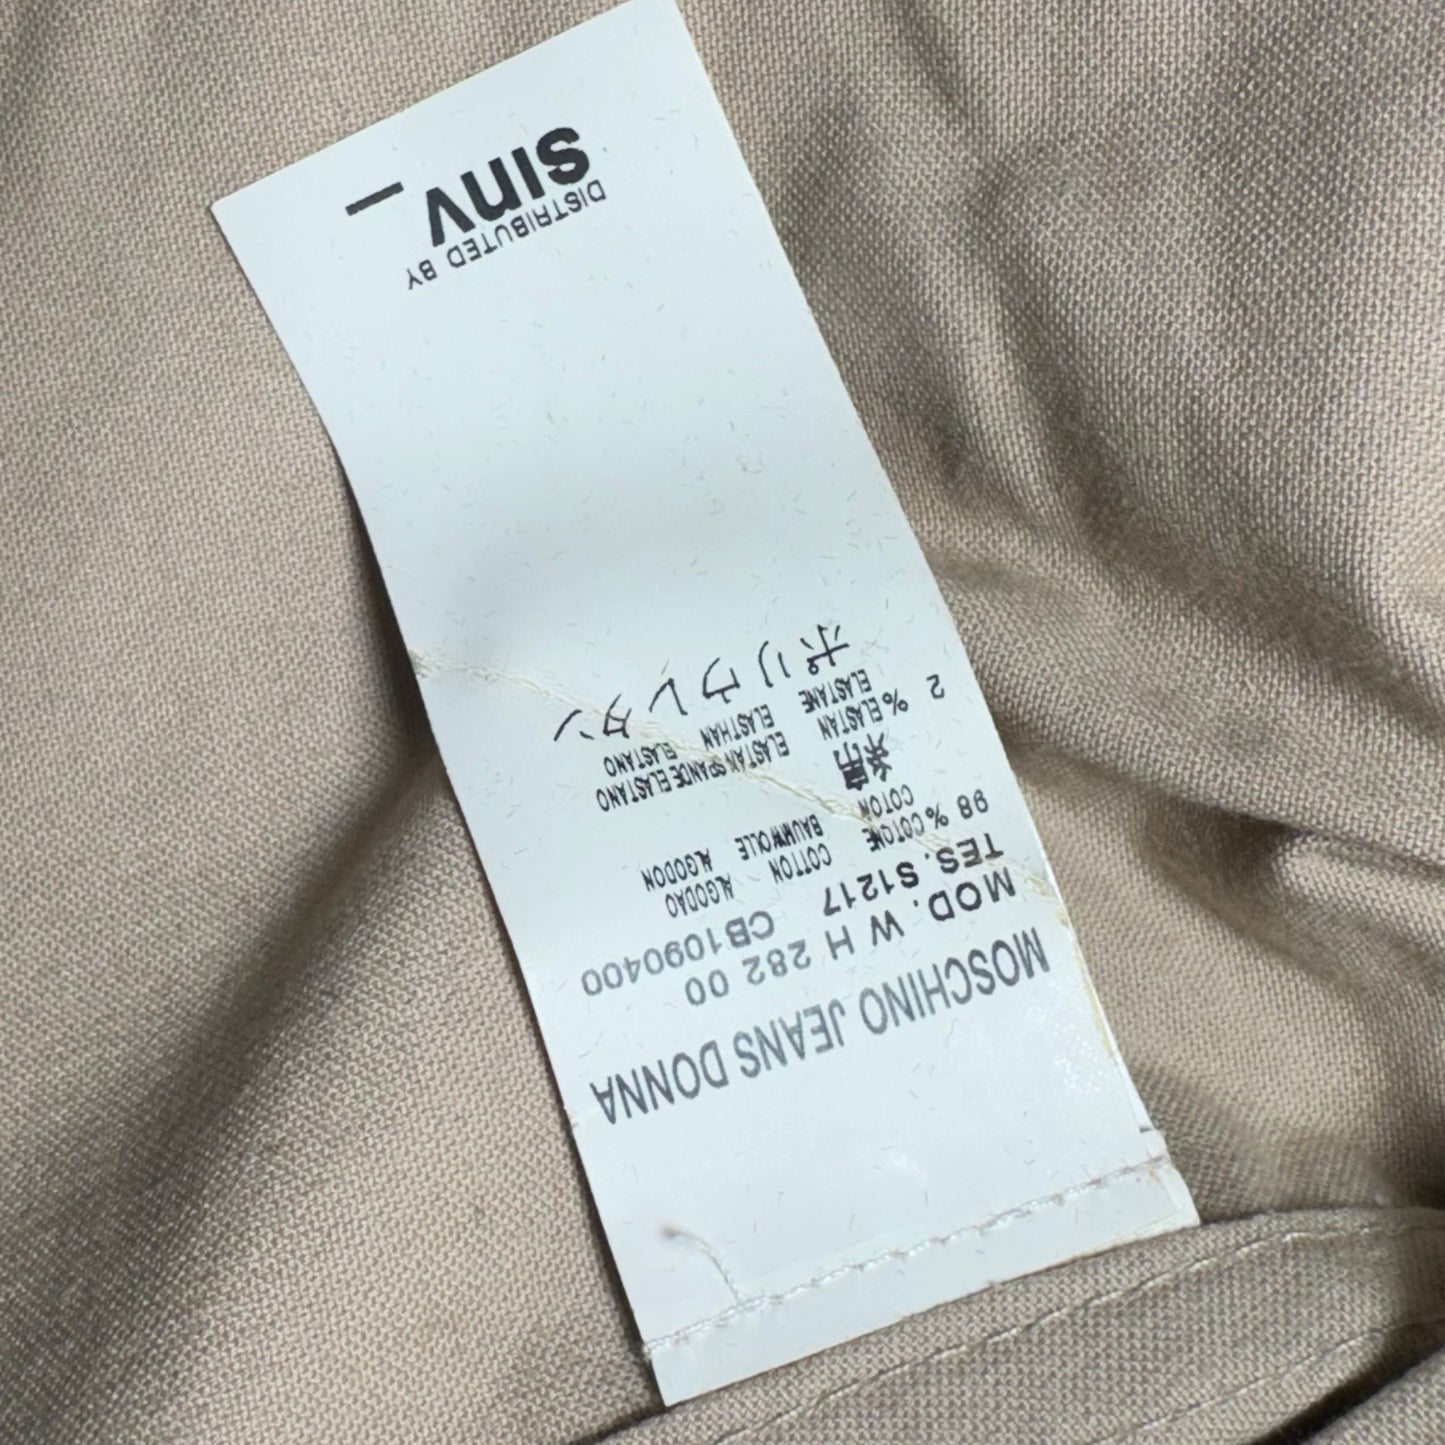 MOSCHINO JEANS DONNA
MOD. W H 282 00
TES. S1217 CB1090400
98 % COTONE COTTON ALGODAO
COTON BAUMWOLLE ALGODON
2 % ELASTAN ELASTAN SPANDE ELASTANO
ELASTANE ELASTHAN ELASTANO
ポリウレタン
DISTRIBUTED BY
sinv